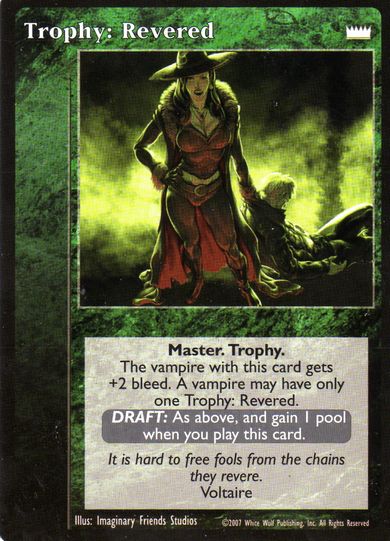 Trophy: Revered
Master. Trophy.
The vampire with this card gets
+2 bleed. A vampire may have only
one Trophy: Revered.
DRAFT: As above, and gain 1 pool
when you play this card.
It is hard to free fools from the chains
they revere.
Voltaire
Illus: Imaginary Friends Studios
©2007 White Wolf Publishing, Inc. All Rights Reserved